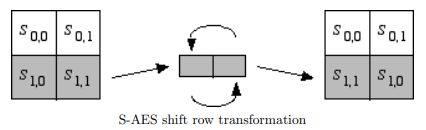 S0,0 S0,1 S0,0 S0,1
S1,0 S1,1 S1,1 S1,0
S-AES shift row transformation